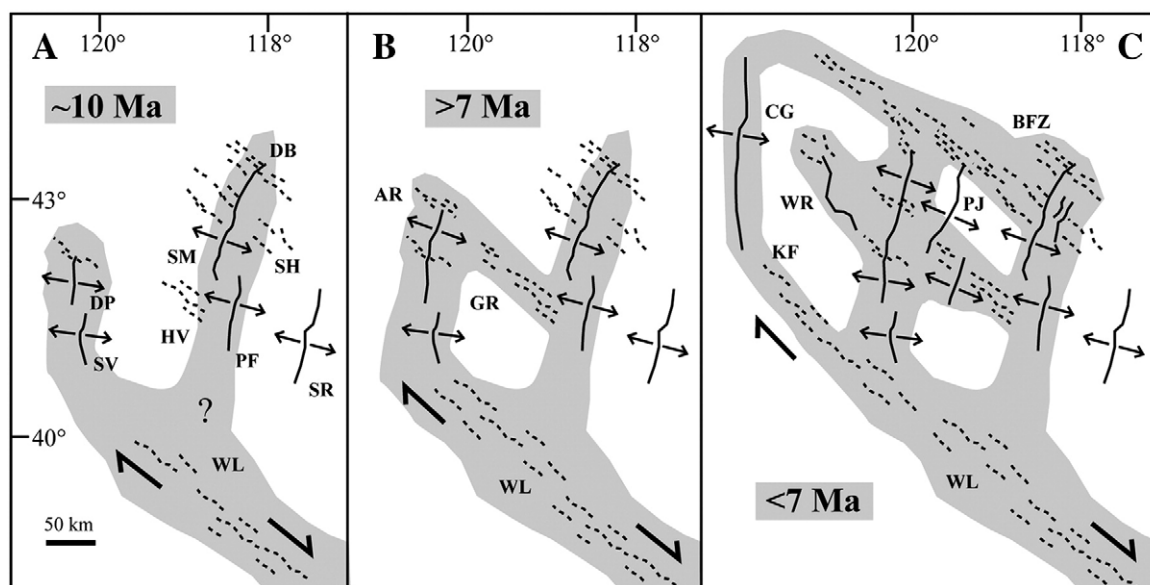 120° 118°
A
~10 Ma
DB
43°
SM
SH
DP
HV
SV
PF
SR
?
40°
WL
50 km
120° 118°
B
>7 Ma
AR
GR
WL
120° 118°
C
CG
BFZ
WR
PJ
KF
WL
<7 Ma